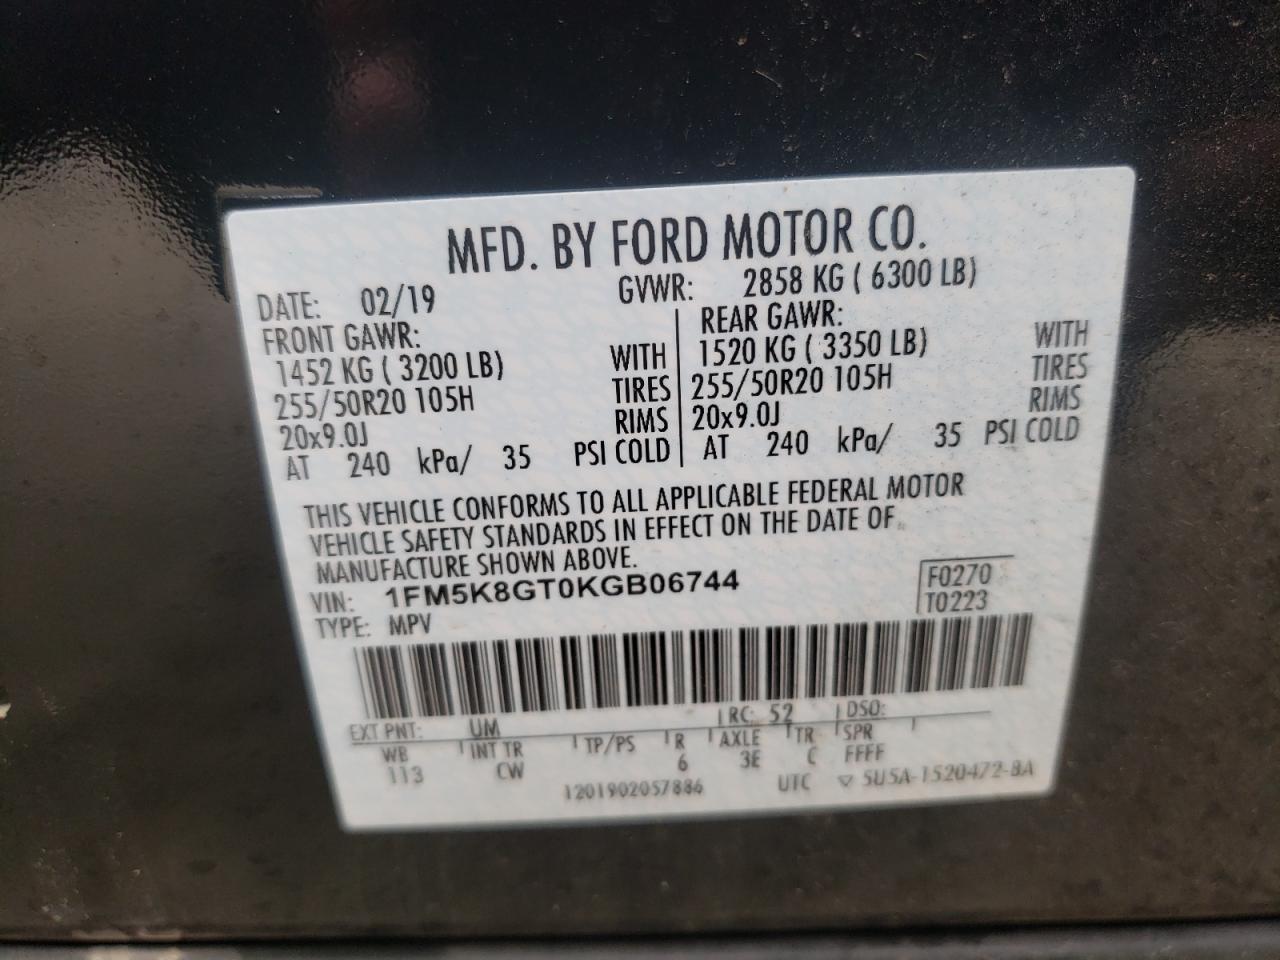 MFD. BY FORD MOTOR CO.
DATE: 02/19 GVWR: 2858 KG ( 6300 LB)
FRONT GAWR: REAR GAWR:
1452 KG ( 3200 LB) WITH 1520 KG ( 3350 LB) WITH
255/50R20 105H TIRES 255/50R20 105H TIRES
20x9.0J RIMS 20x9.0J RIMS
AT 240 kPa/ 35 PSI COLD AT 240 kPa/ 35 PSI COLD
THIS VEHICLE CONFORMS TO ALL APPLICABLE FEDERAL MOTOR
VEHICLE SAFETY STANDARDS IN EFFECT ON THE DATE OF
MANUFACTURE SHOWN ABOVE.
VIN: 1FM5K8GT0KGB06744 F0270
TYPE: MPV T0223
EXT PNT: UM RC: 52 DSO:
WB INT TR TP/PS R AXLE TR SPR
113 CW 6 3E C FFFF
1201902057886 UTC ▽ 5U5A-1520472-BA